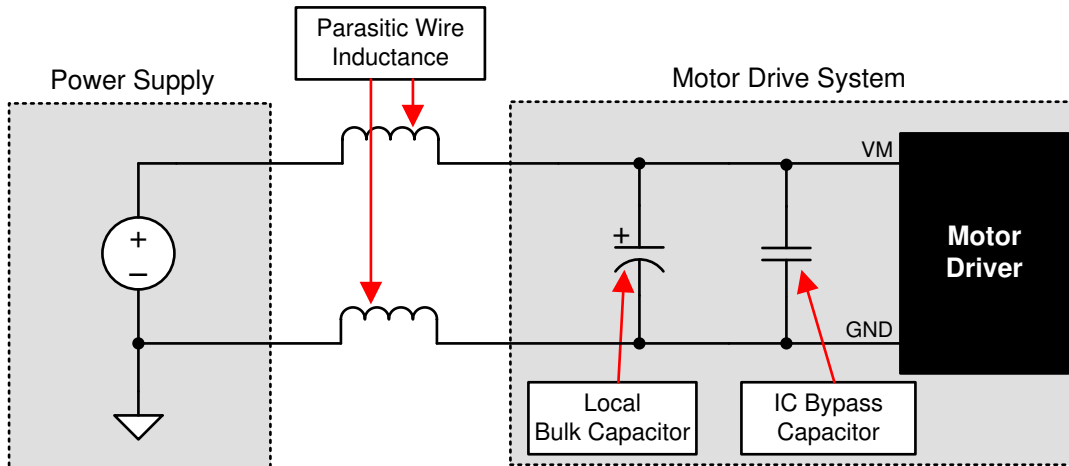 Parasitic Wire
Inductance
Power Supply
Motor Drive System
VM
+
–
+
Motor
Driver
GND
Local
Bulk Capacitor
IC Bypass
Capacitor